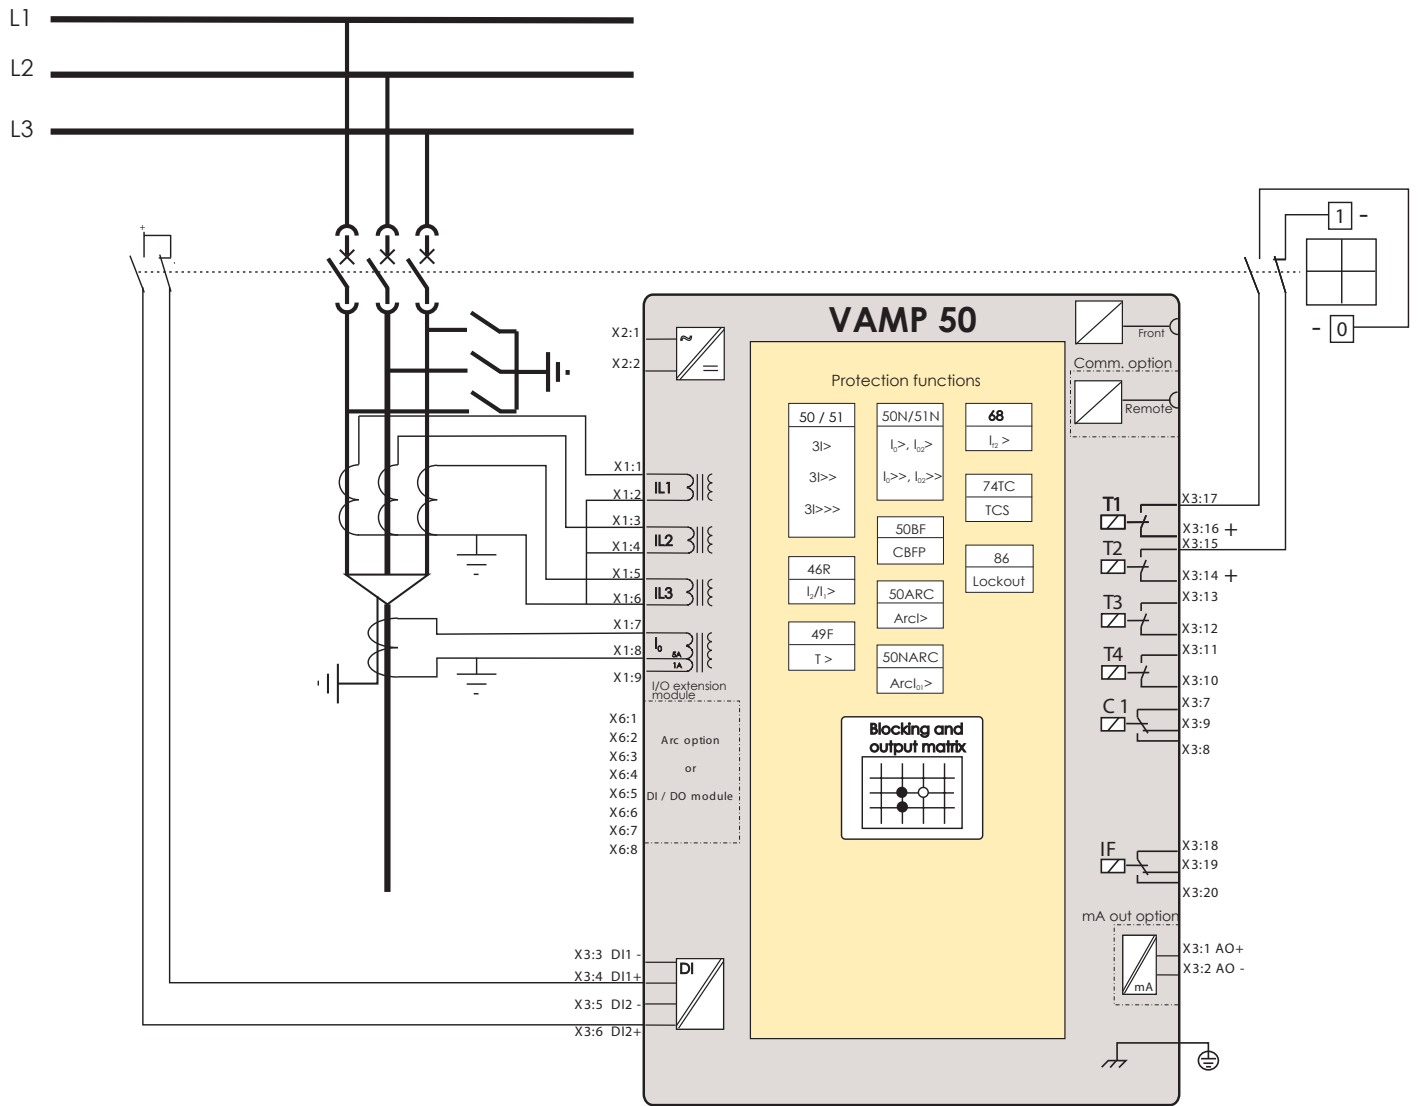 L1
L2
L3
+
1 -
- 0
VAMP 50
Front
Comm. option
Remote
X2:1
X2:2
~
Protection functions
50 / 51
3I>
3I>>
3I>>>
50N/51N
I0>, I02>
I0>>, I02>>
68
If2 >
74TC
TCS
50BF
CBFP
86
Lockout
46R
I2/I1>
50ARC
ArcI>
49F
T >
50NARC
ArcI01>
Blocking and
output matrix
X1:1
X1:2
IL1
X1:3
X1:4
IL2
X1:5
X1:6
IL3
X1:7
X1:8
X1:9
I0
5A
1A
I/O extension
module
X6:1
X6:2
X6:3
X6:4
X6:5
X6:6
X6:7
X6:8
Arc option
or
DI / DO module
X3:3 DI1 -
X3:4 DI1+
X3:5 DI2 -
X3:6 DI2+
DI
T1
X3:17
X3:16 +
T2
X3:15
X3:14 +
T3
X3:13
X3:12
T4
X3:11
X3:10
C 1
X3:7
X3:9
X3:8
IF
X3:18
X3:19
X3:20
mA out option
mA
X3:1 AO+
X3:2 AO -